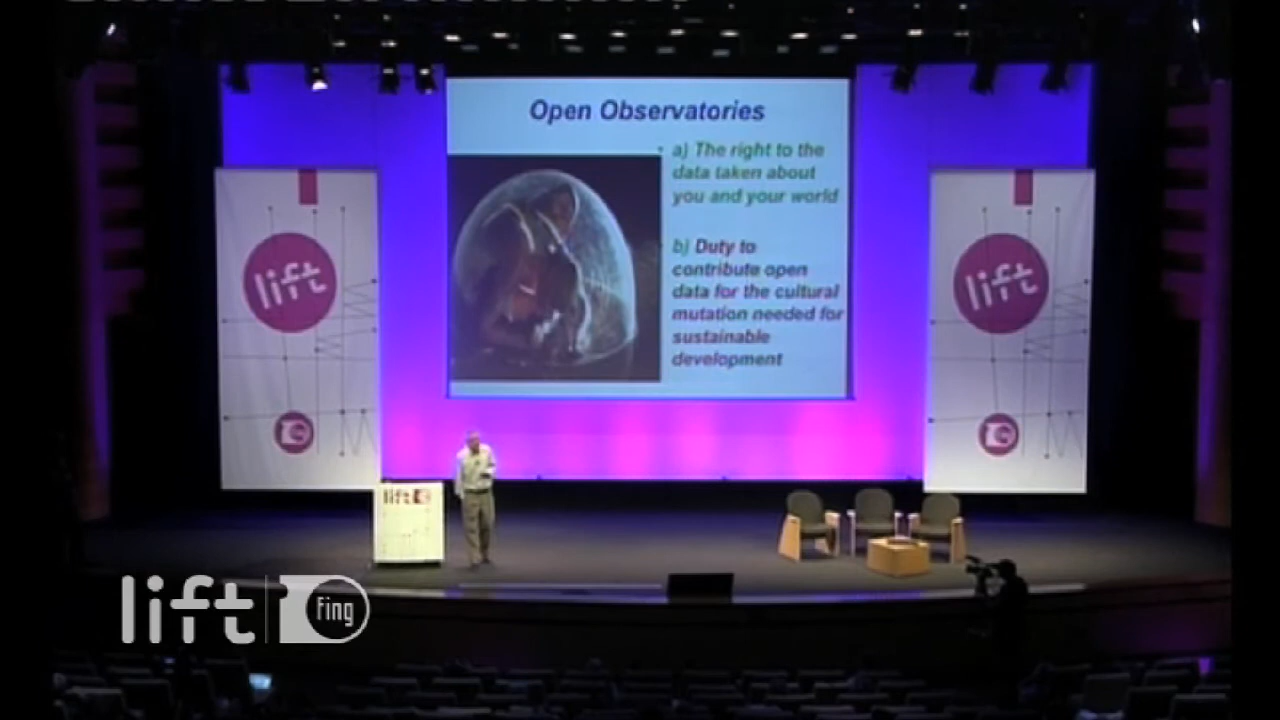 Open Observatories
a) The right to the
data taken about
you and your world
b) Duty to
contribute open
data for the cultural
mutation needed for
sustainable
development
lift
lift
lift
lift
Fing